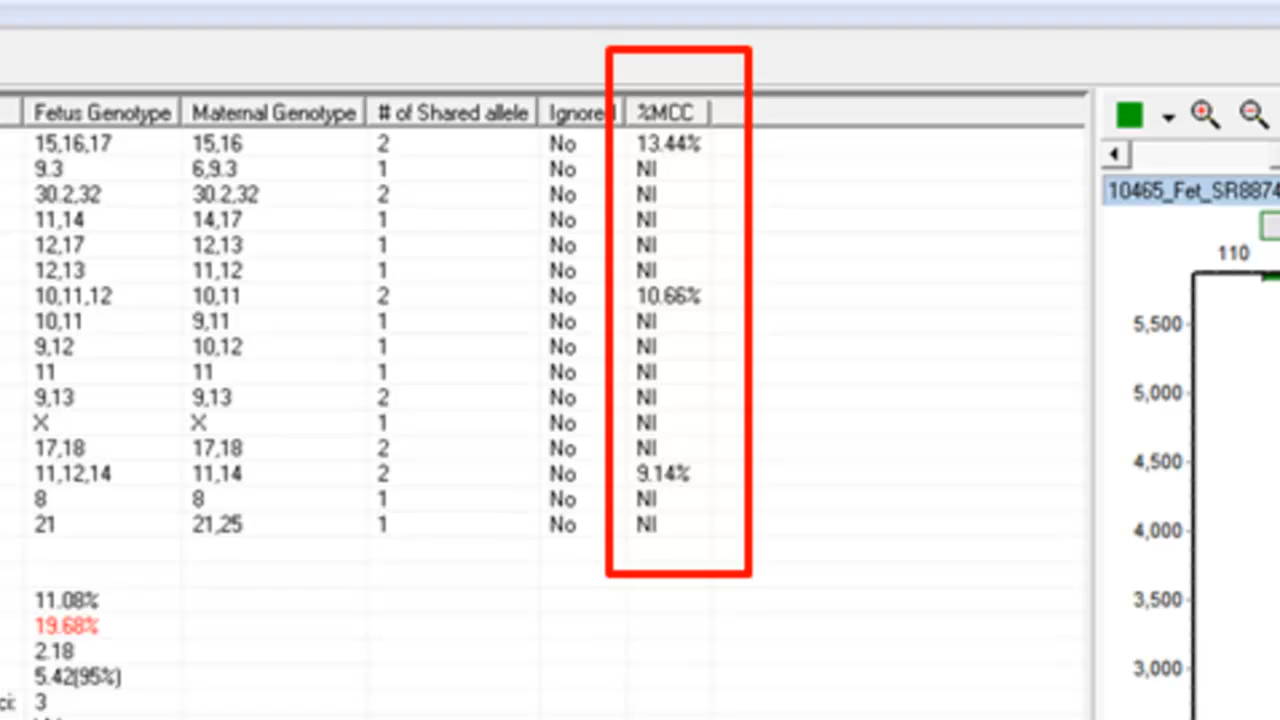 Fetus Genotype Maternal Genotype # of Shared allele Ignored %MCC
15,16,17 15,16 2 No 13.44%
9.3 6,9.3 1 No NI
30.2,32 30.2,32 2 No NI
11,14 14,17 1 No NI
12,17 12,13 1 No NI
12,13 11,12 1 No NI
10,11,12 10,11 2 No 10.66%
10,11 9,11 1 No NI
9,12 10,12 1 No NI
11 11 1 No NI
9,13 9,13 2 No NI
X X 1 No NI
17,18 17,18 2 No NI
11,12,14 11,14 2 No 9.14%
8 8 1 No NI
21 21,25 1 No NI
11.08%
19.68%
2.18
5.42(95%)
ci: 3
10465_Fet_SR8874
110
5,500
5,000
4,500
4,000
3,500
3,000